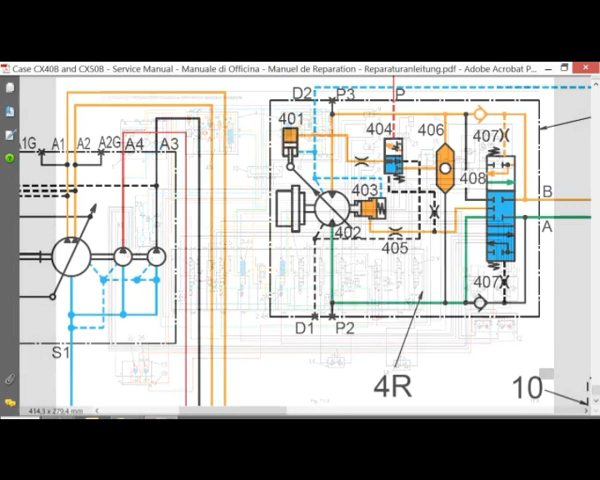 Case CX40B and CX50B - Service Manual - Manuale di Officina - Manuel de Reparation - Reparaturanleitung.pdf - Adobe Acrobat P...
D2 P3 P
401 404 406 407
A1G A1 A2 A2G A4 A3
408
403
B
402
A
405
407
S1
D1 P2
4R
10
414,3 x 279,4 mm